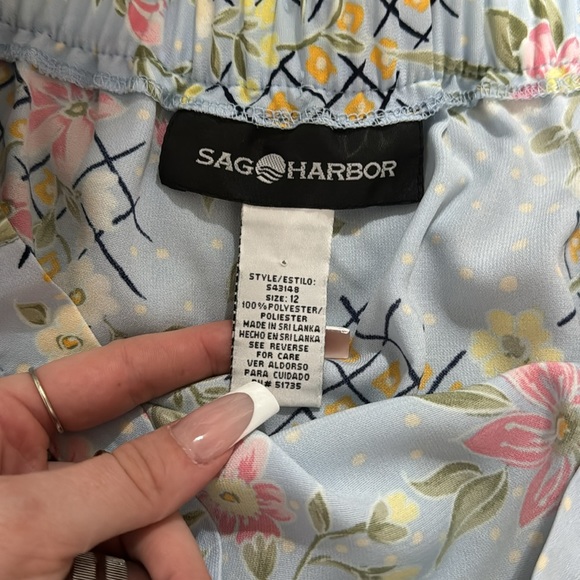 SAG HARBOR
STYLE/ESTILO:
S43148
SIZE: 12
100% POLYESTER/
POLIESTER
MADE IN SRI LANKA
HECHO EN SRI LANKA
SEE REVERSE
FOR CARE
VER ALDORSO
PARA CUIDADO
RN# 51735